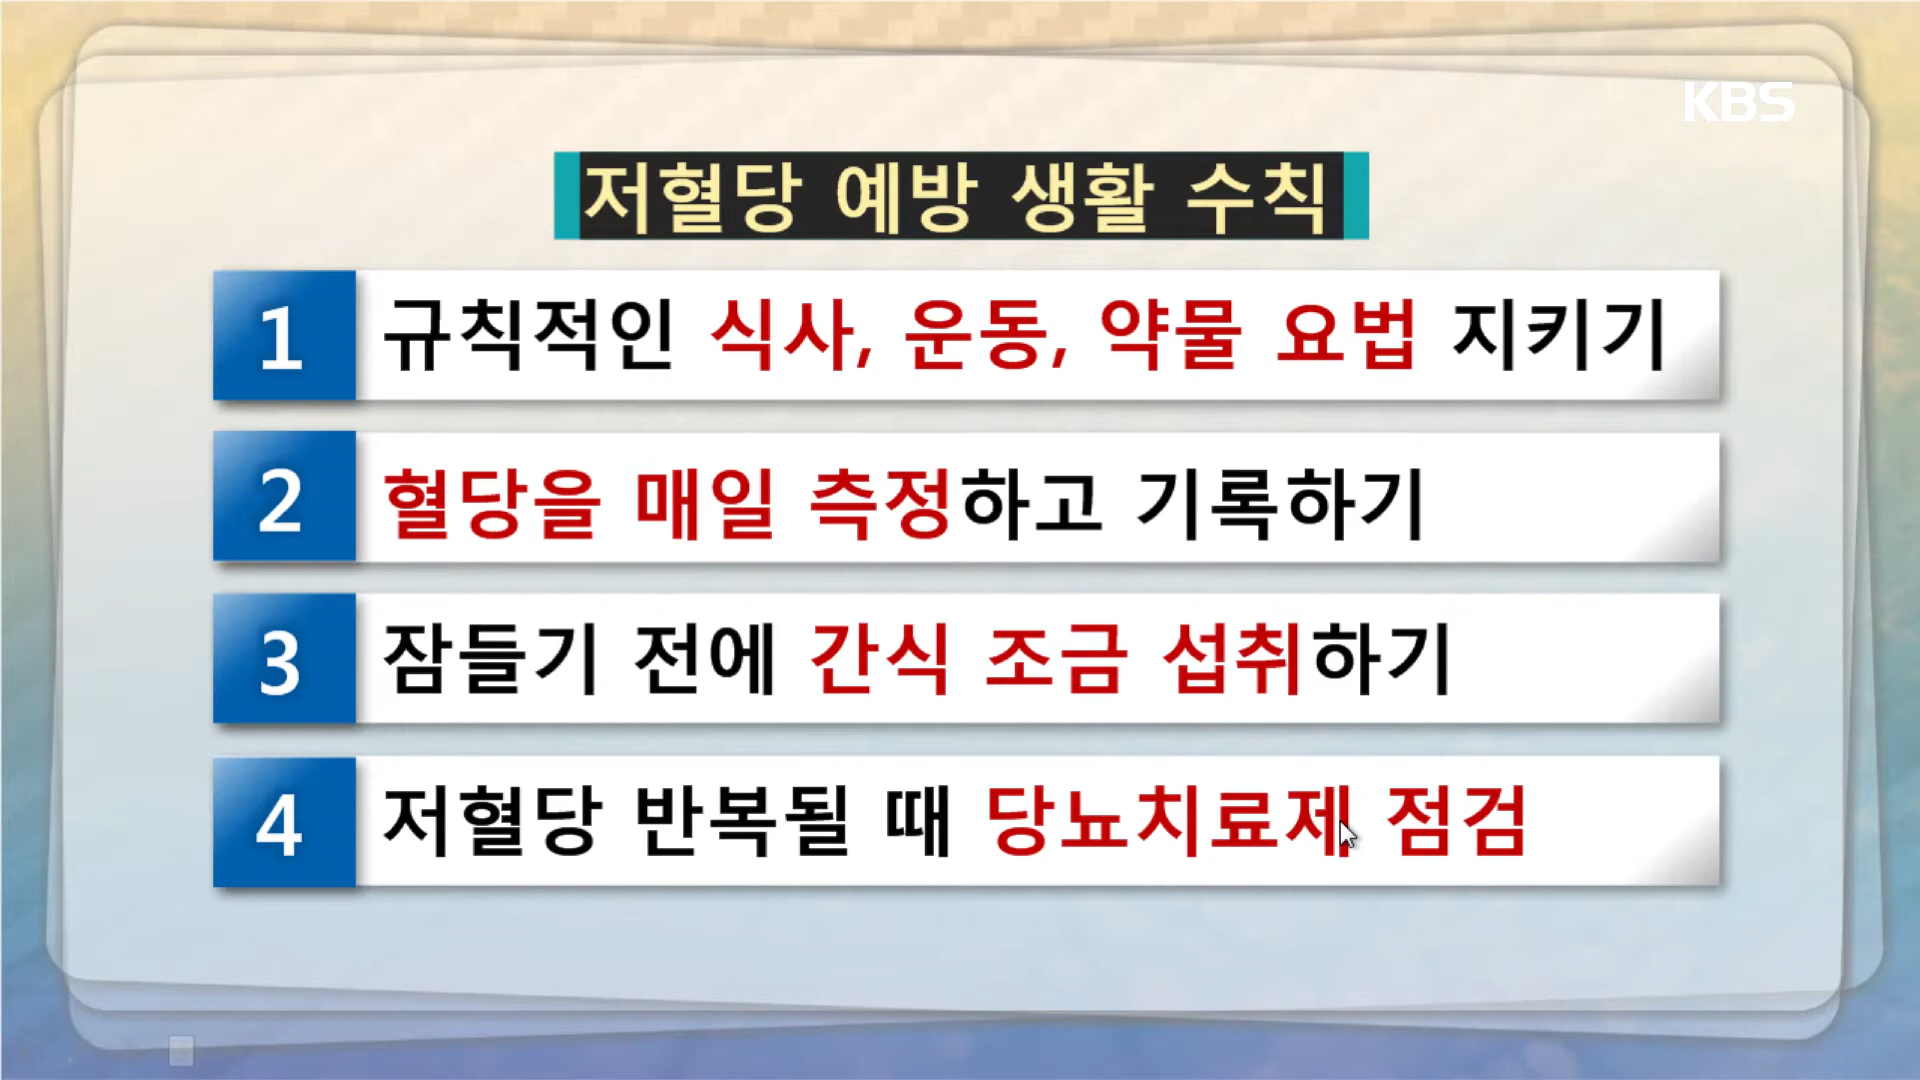 KBS
저혈당 예방 생활 수칙
1 규칙적인 식사, 운동, 약물 요법 지키기
2 혈당을 매일 측정하고 기록하기
3 잠들기 전에 간식 조금 섭취하기
4 저혈당 반복될 때 당뇨치료제 점검